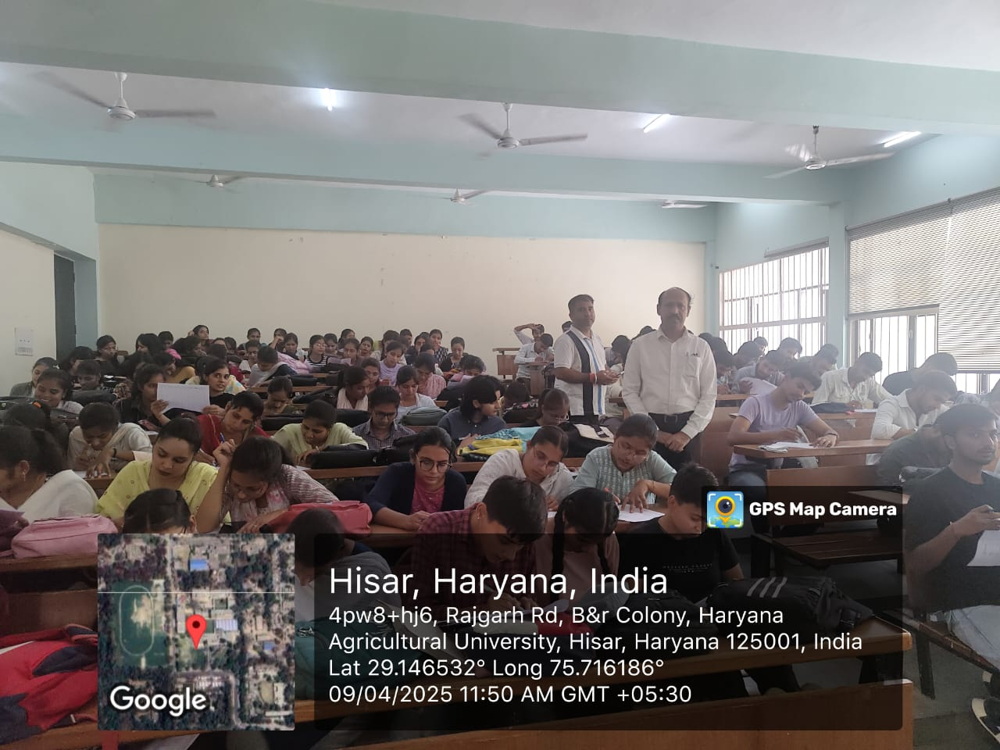 GPS Map Camera
Hisar, Haryana, India
4pw8+hj6, Rajgarh Rd, B&r Colony, Haryana
Agricultural University, Hisar, Haryana 125001, India
Lat 29.146532° Long 75.716186°
09/04/2025 11:50 AM GMT +05:30
Google